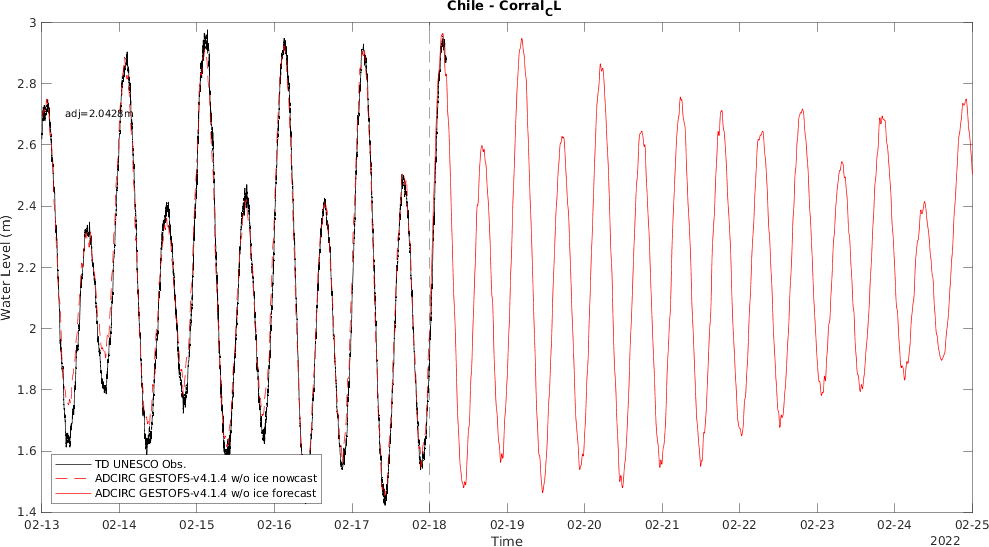 Chile - Corral_CL
3
2.8
adj=2.0428m
2.6
2.4
2.2
2
1.8
1.6
1.4
Water Level (m)
TD UNESCO Obs.
ADCIRC GESTOFS-v4.1.4 w/o ice nowcast
ADCIRC GESTOFS-v4.1.4 w/o ice forecast
02-13 02-14 02-15 02-16 02-17 02-18 02-19 02-20 02-21 02-22 02-23 02-24 02-25
Time
2022